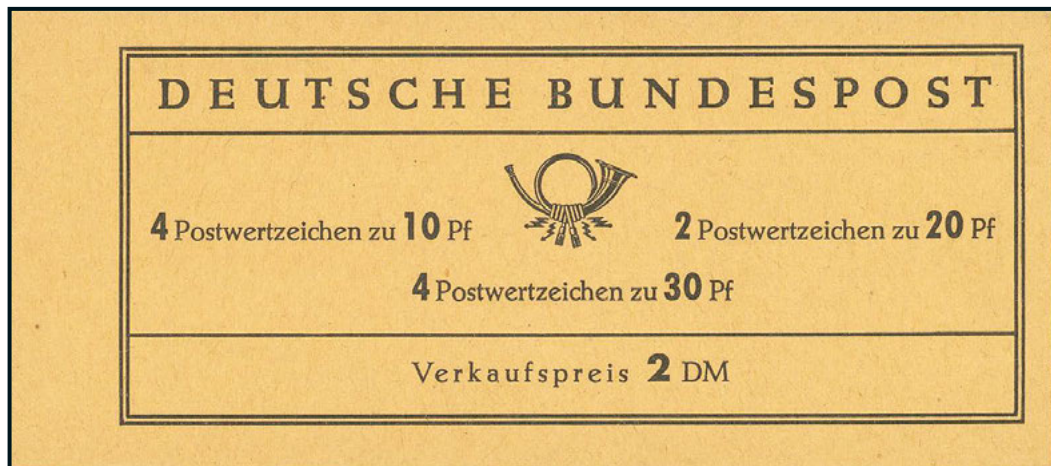 DEUTSCHE BUNDESPOST
4 Postwertzeichen zu 10 Pf
2 Postwertzeichen zu 20 Pf
4 Postwertzeichen zu 30 Pf
Verkaufspreis 2 DM